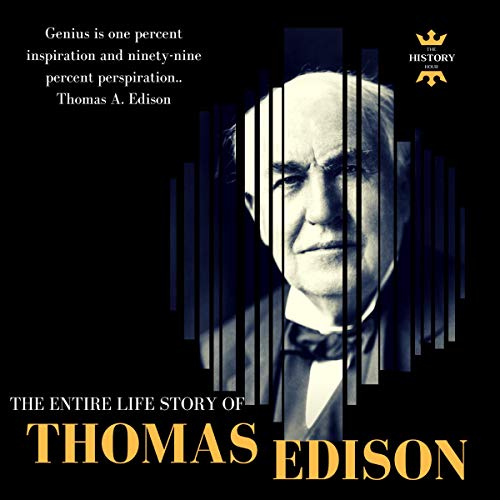 Genius is one percent
inspiration and ninety-nine
percent perspiration..
Thomas A. Edison
THE
HISTORY
HOUR
THE ENTIRE LIFE STORY OF
THOMAS EDISON